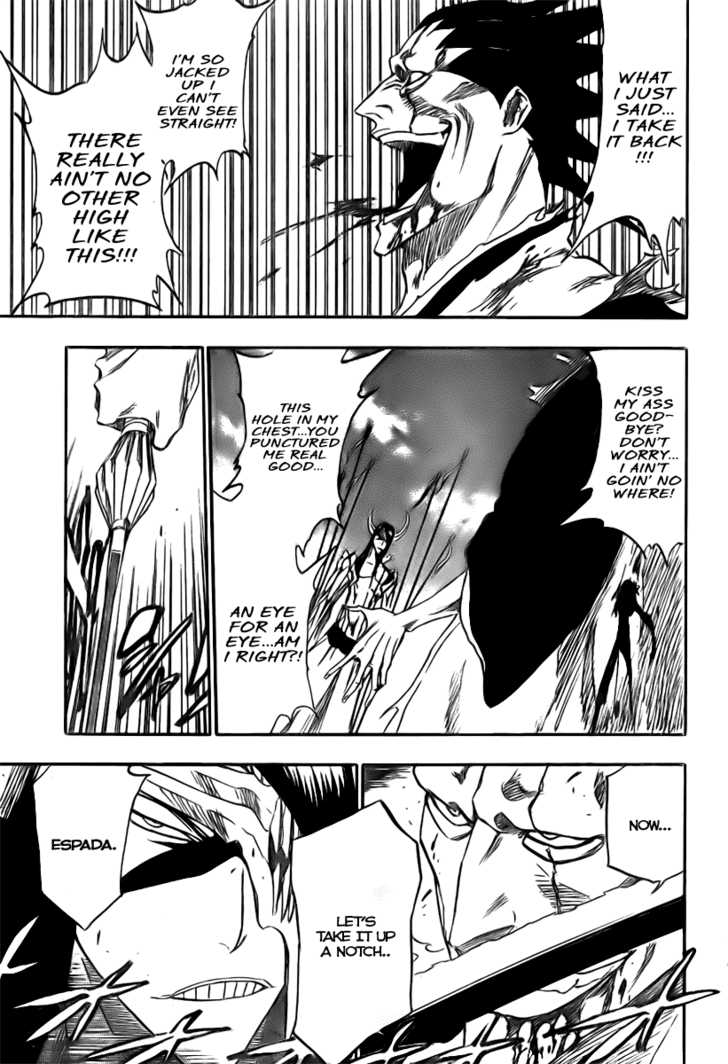 WHAT
I JUST
SAID...
I TAKE
IT BACK
!!!
I'M SO
JACKED
UP I
CAN'T
EVEN SEE
STRAIGHT!
THERE
REALLY
AIN'T NO
OTHER
HIGH
LIKE
THIS!!!
KISS
MY ASS
GOOD-
BYE?
DON'T
WORRY...
I AIN'T
GOIN' NO
WHERE!
THIS
HOLE IN MY
CHEST...YOU
PUNCTURED
ME REAL
GOOD...
AN EYE
FOR AN
EYE...AM
I RIGHT?!
NOW...
LET'S
TAKE IT UP
A NOTCH..
ESPADA.